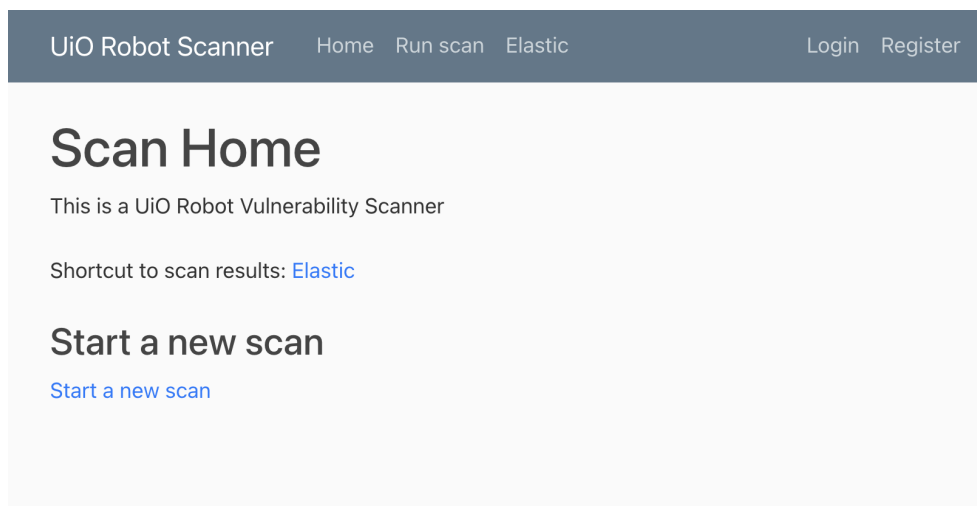 UiO Robot Scanner Home Run scan Elastic Login Register
Scan Home
This is a UiO Robot Vulnerability Scanner
Shortcut to scan results: Elastic
Start a new scan
Start a new scan